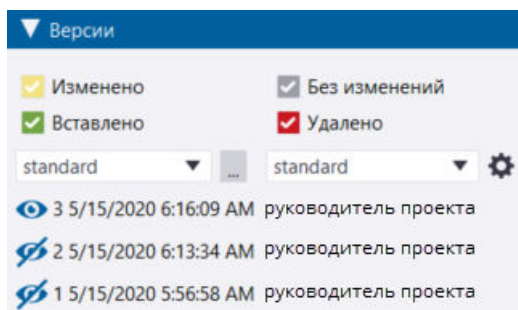 Версии
Изменено Без изменений
Вставлено Удалено
standard ... standard
3 5/15/2020 6:16:09 AM руководитель проекта
2 5/15/2020 6:13:34 AM руководитель проекта
1 5/15/2020 5:56:58 AM руководитель проекта